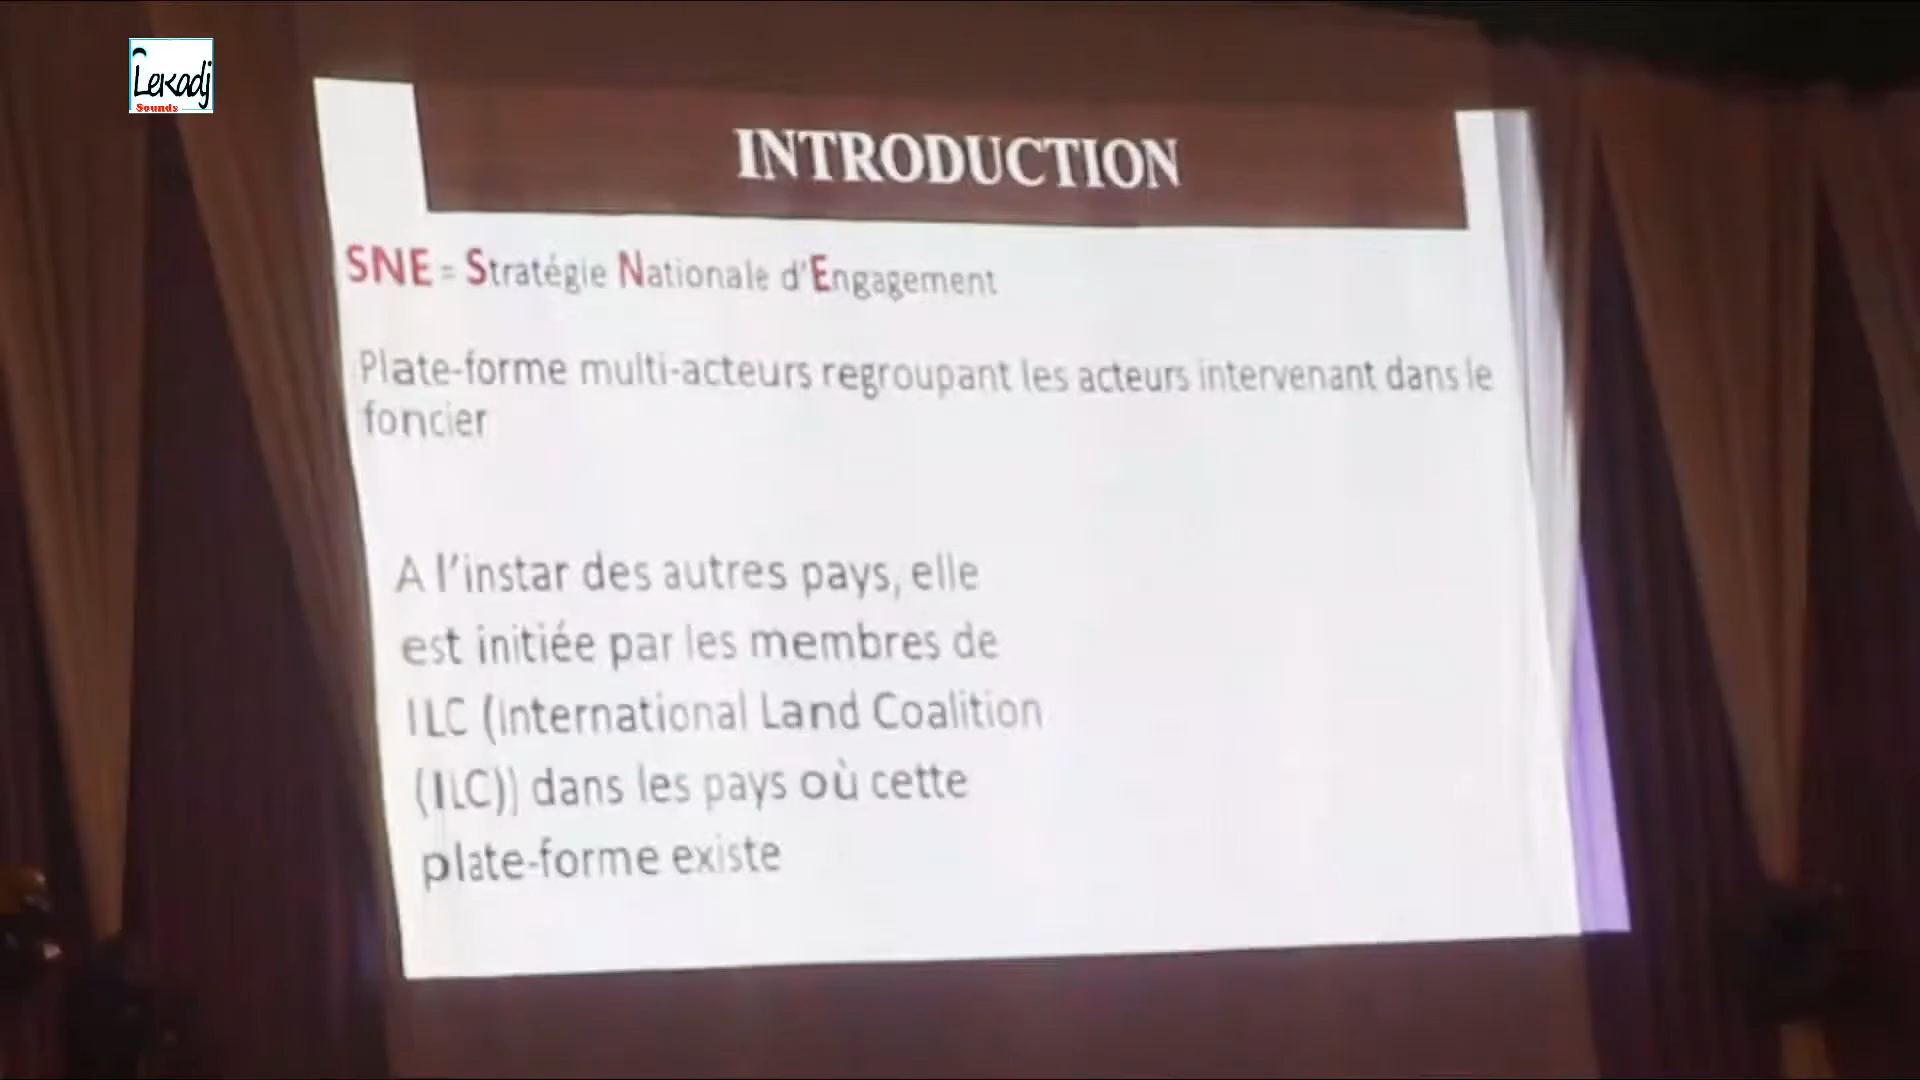 Lekadj
Sounds
INTRODUCTION
SNE = Stratégie Nationale d'Engagement
Plate-forme multi-acteurs regroupant les acteurs intervenant dans le
foncier
A l'instar des autres pays, elle
est initiée par les membres de
ILC (International Land Coalition
(ILC)) dans les pays où cette
plate-forme existe